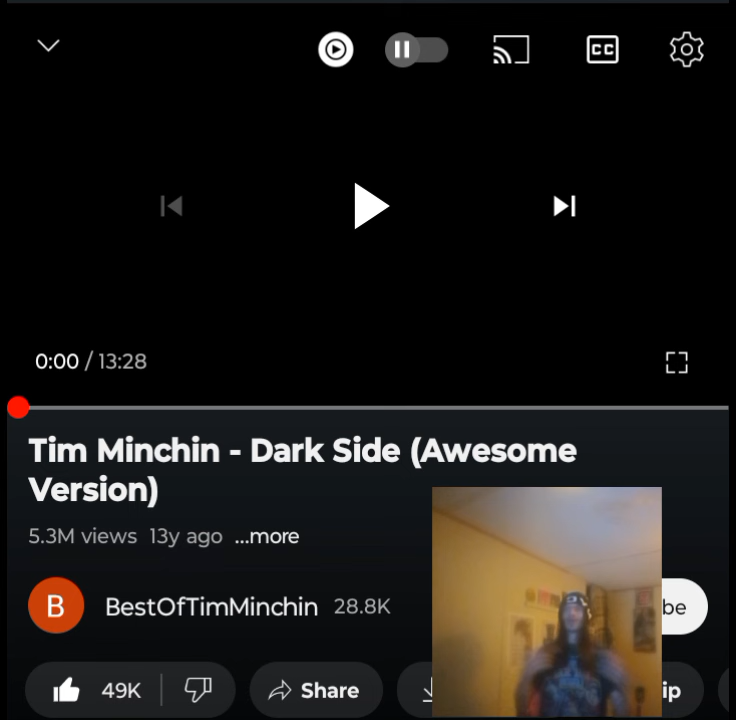 CC
0:00 / 13:28
Tim Minchin - Dark Side (Awesome
Version)
5.3M views 13y ago ...more
B BestOfTimMinchin 28.8K be
49K Share ip